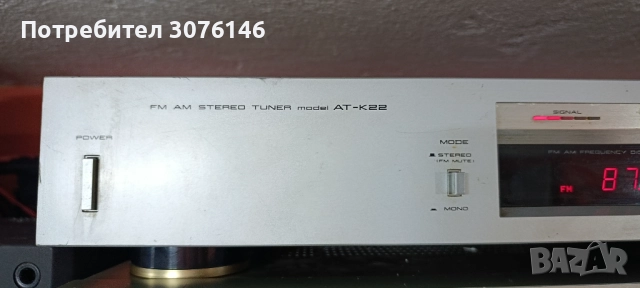 Потребител 3076146
FM AM STEREO TUNER model AT-K22
SIGNAL
POWER
MODE
STEREO
(FM MUTE)
FM AM FREQUENCY
FM 87
MONO
BAZAR